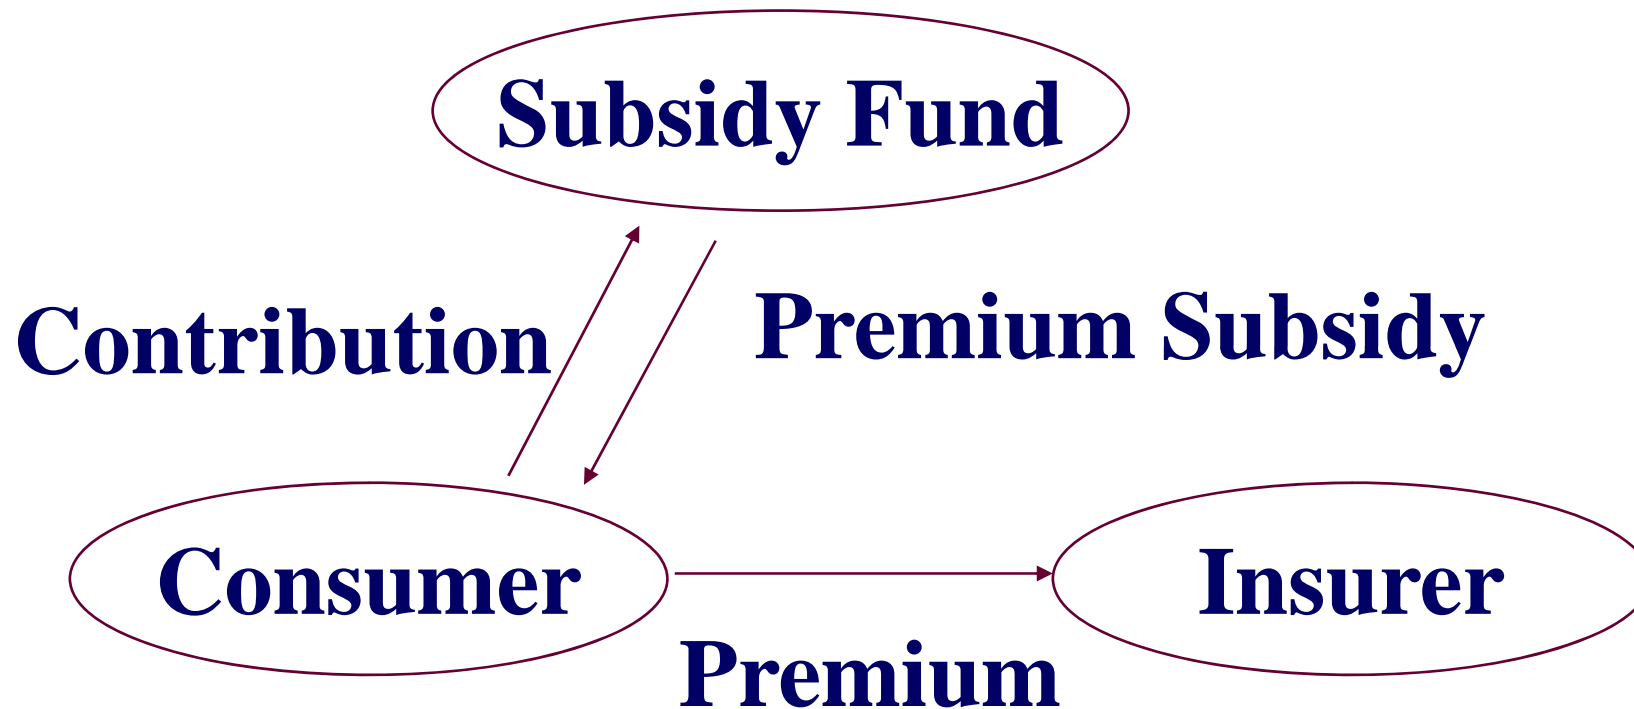 Subsidy Fund
Contribution
Premium Subsidy
Consumer
Insurer
Premium